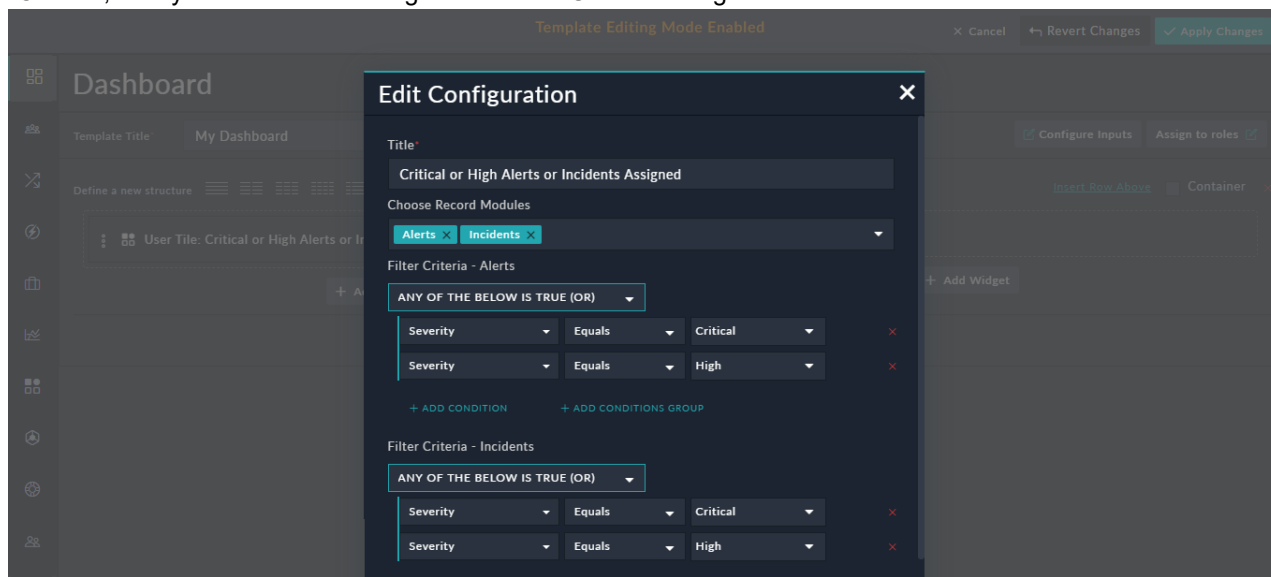 Template Editing Mode Enabled
× Cancel
Revert Changes
Apply Changes
Dashboard
Template Title
My Dashboard
Configure Inputs
Assign to roles
Define a new structure
Insert Row Above
Container
User Tile: Critical or High Alerts or In
+ A
+ Add Widget
Edit Configuration
Title*
Critical or High Alerts or Incidents Assigned
Choose Record Modules
Alerts × Incidents ×
Filter Criteria - Alerts
ANY OF THE BELOW IS TRUE (OR)
Severity Equals Critical
Severity Equals High
+ ADD CONDITION + ADD CONDITIONS GROUP
Filter Criteria - Incidents
ANY OF THE BELOW IS TRUE (OR)
Severity Equals Critical
Severity Equals High